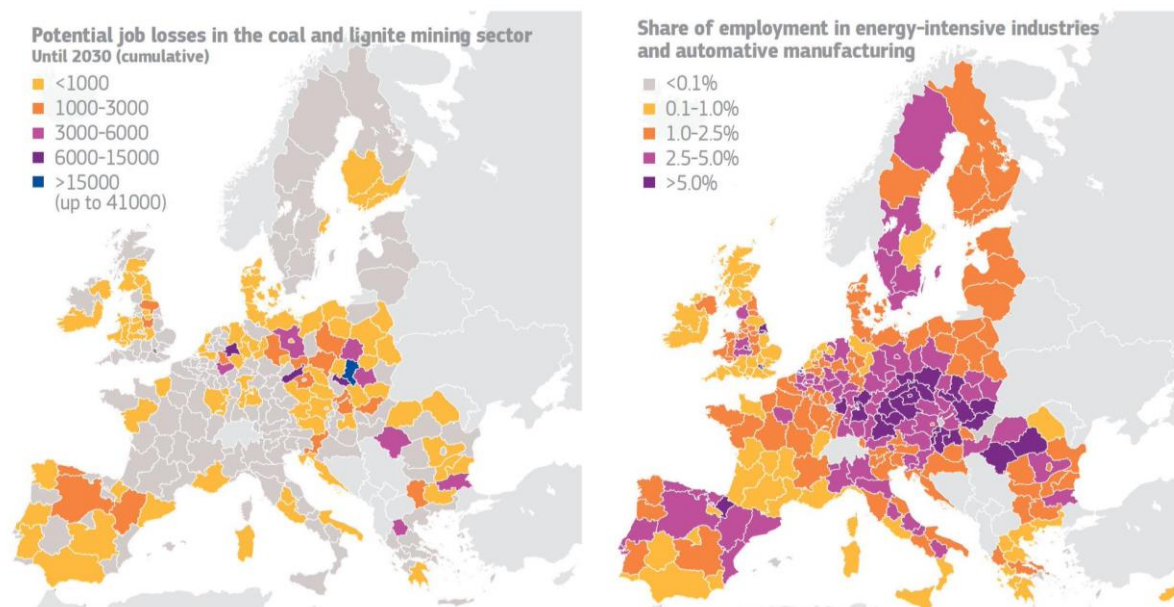 Potential job losses in the coal and lignite mining sector
Until 2030 (cumulative)
<1000
1000-3000
3000-6000
6000-15000
>15000
(up to 41000)
Share of employment in energy-intensive industries
and automative manufacturing
<0.1%
0.1-1.0%
1.0-2.5%
2.5-5.0%
>5.0%